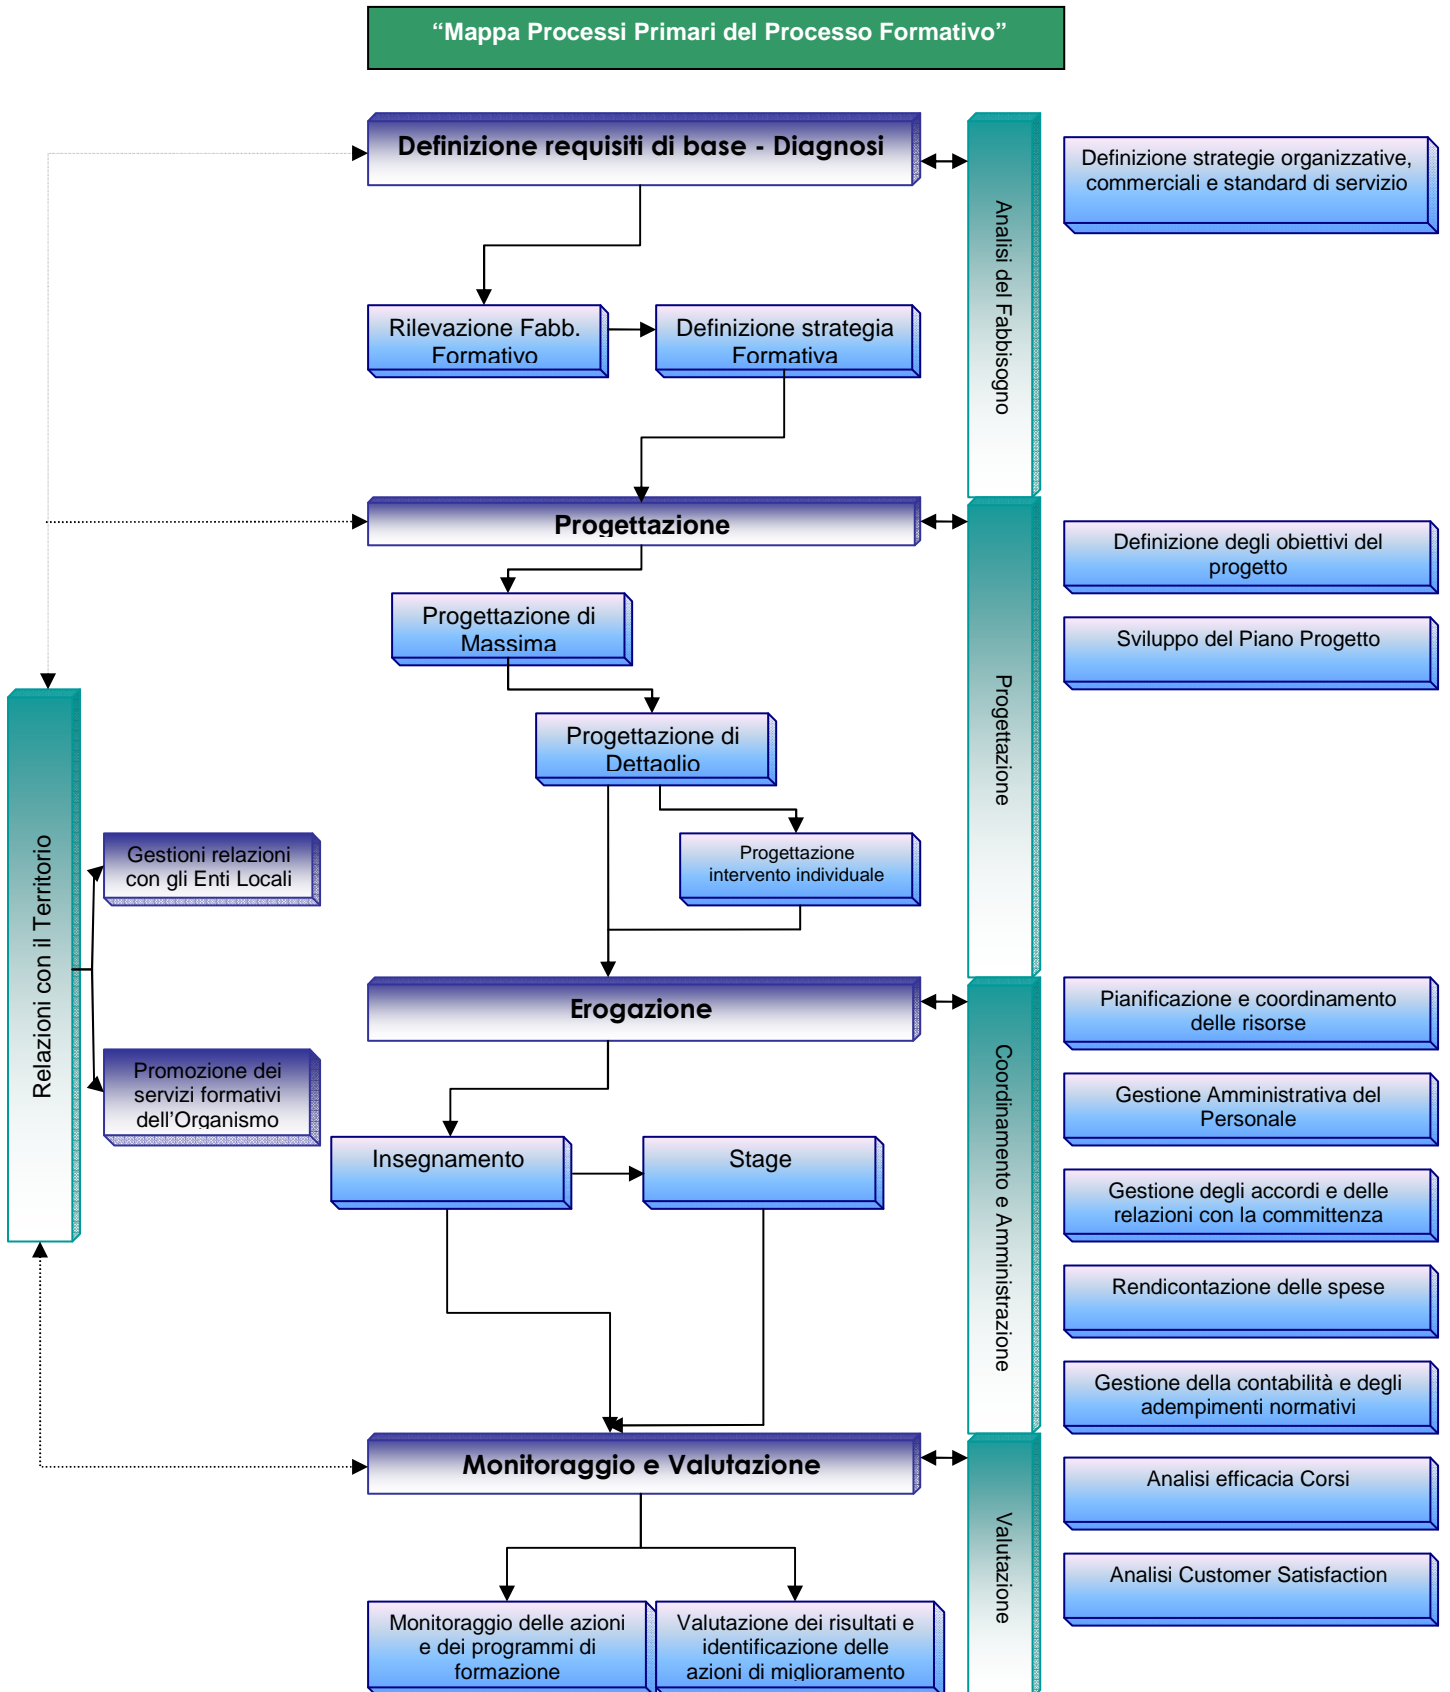 “Mappa Processi Primari del Processo Formativo”
Definizione requisiti di base - Diagnosi
Analisi del Fabbisogno
Definizione strategie organizzative,
commerciali e standard di servizio
Rilevazione Fabb.
Formativo
Definizione strategia
Formativa
Progettazione
Progettazione
Definizione degli obiettivi del
progetto
Progettazione di
Massima
Sviluppo del Piano Progetto
Progettazione di
Dettaglio
Progettazione
intervento individuale
Relazioni con il Territorio
Gestioni relazioni
con gli Enti Locali
Promozione dei
servizi formativi
dell’Organismo
Erogazione
Coordinamento e Amministrazione
Pianificazione e coordinamento
delle risorse
Gestione Amministrativa del
Personale
Insegnamento
Stage
Gestione degli accordi e delle
relazioni con la committenza
Rendicontazione delle spese
Gestione della contabilità e degli
adempimenti normativi
Monitoraggio e Valutazione
Valutazione
Analisi efficacia Corsi
Analisi Customer Satisfaction
Monitoraggio delle azioni
e dei programmi di
formazione
Valutazione dei risultati e
identificazione delle
azioni di miglioramento